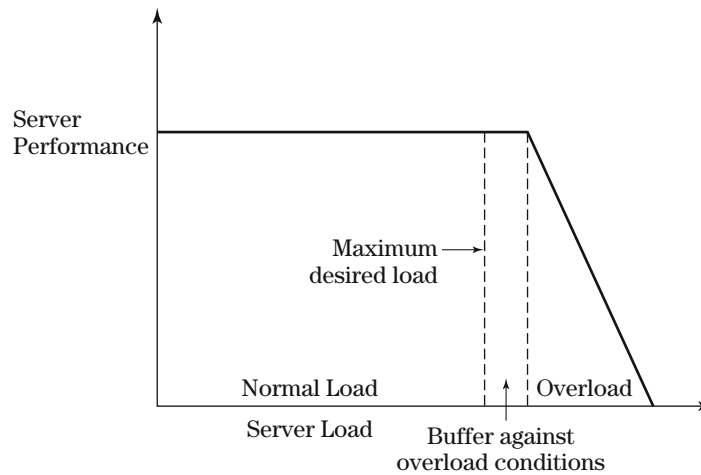 Server
Performance
Maximum
desired load
Normal Load
Overload
Server Load
Buffer against
overload conditions